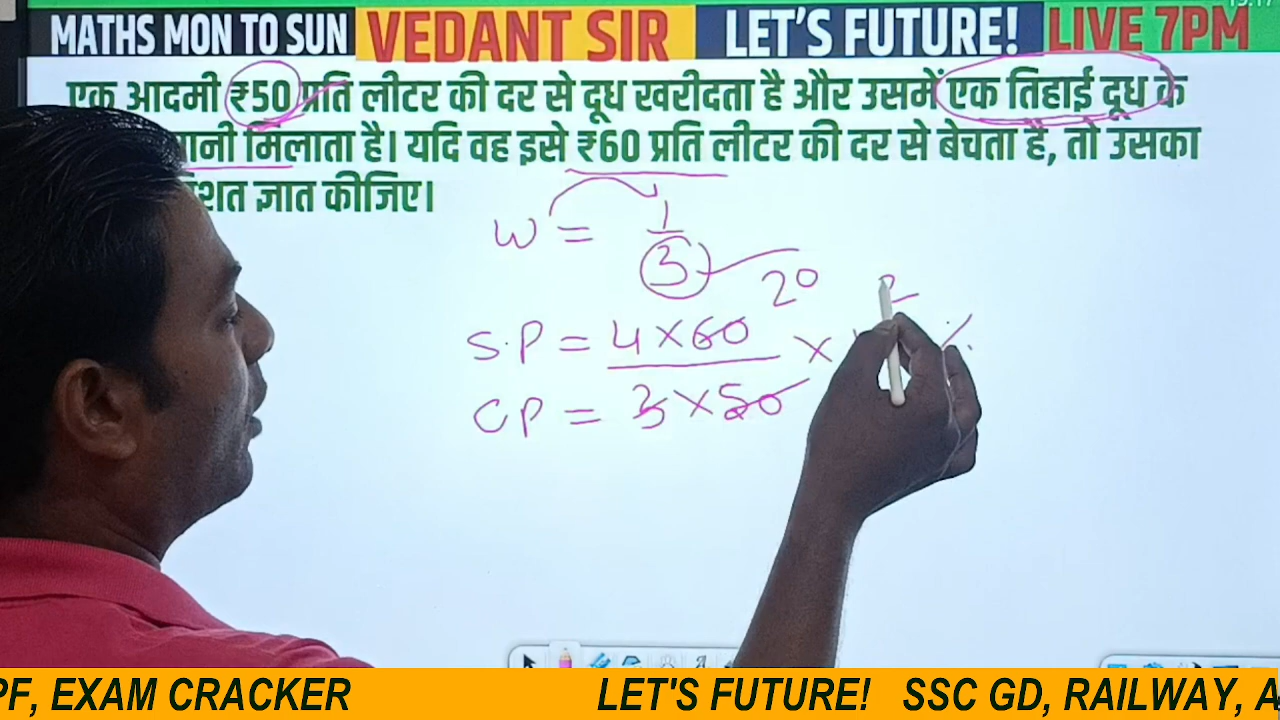 MATHS MON TO SUN VEDANT SIR LET'S FUTURE! LIVE 7PM
एक आदमी ₹50 प्रति लीटर की दर से दूध खरीदता है और उसमें एक तिहाई दूध के
पानी मिलाता है। यदि वह इसे ₹60 प्रति लीटर की दर से बेचता है, तो उसका
ज्ञात कीजिए।
W = 1/3
20
S.P = 4×60 ×
CP = 3×50
EXAM CRACKER LET'S FUTURE! SSC GD, RAILWAY,